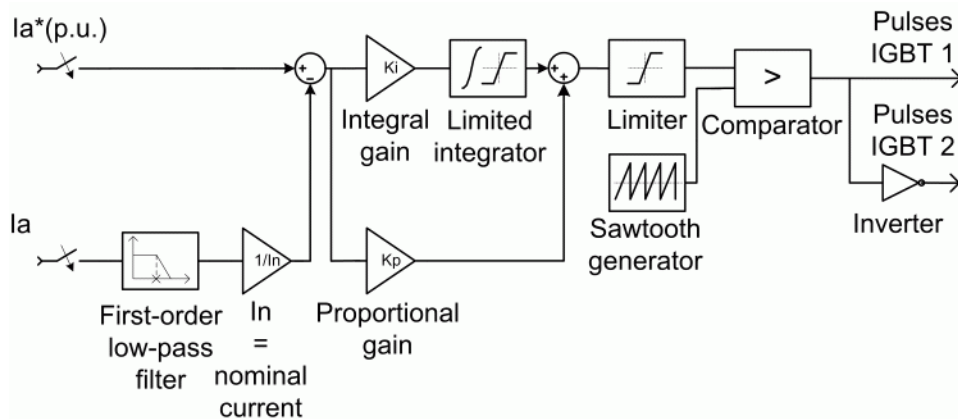 Ia*(p.u.)
Pulses
IGBT 1
Ki
+
-
+
+
>
Integral
gain
Limited
integrator
Limiter
Comparator
Pulses
IGBT 2
Ia
1/In
Kp
Sawtooth
generator
Inverter
First-order
low-pass
filter
In
=
nominal
current
Proportional
gain